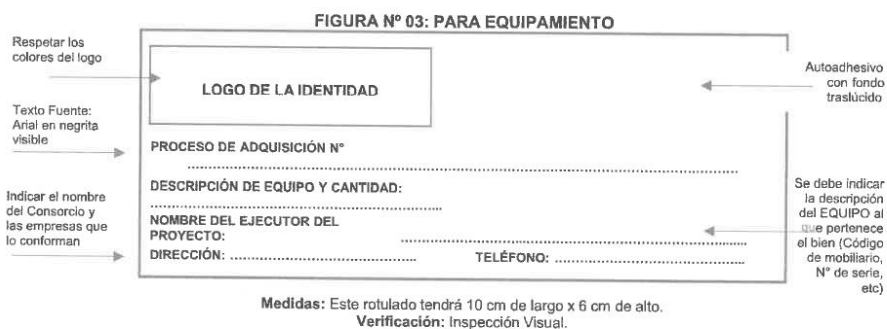 FIGURA Nº 03: PARA EQUIPAMIENTO
Respetar los
colores del logo
LOGO DE LA IDENTIDAD
Autoadhesivo
con fondo
traslúcido
Texto Fuente:
Arial en negrita
visible
PROCESO DE ADQUISICIÓN Nº
DESCRIPCIÓN DE EQUIPO Y CANTIDAD:
Indicar el nombre
del Consorcio y
las empresas que
lo conforman
NOMBRE DEL EJECUTOR DEL
PROYECTO:
DIRECCIÓN: ........................
TELÉFONO: ........................
Se debe indicar
la descripción
del EQUIPO al
que pertenece
el bien (Código
de mobiliario,
N° de serie,
etc)
Medidas: Este rotulado tendrá 10 cm de largo x 6 cm de alto.
Verificación: Inspección Visual.